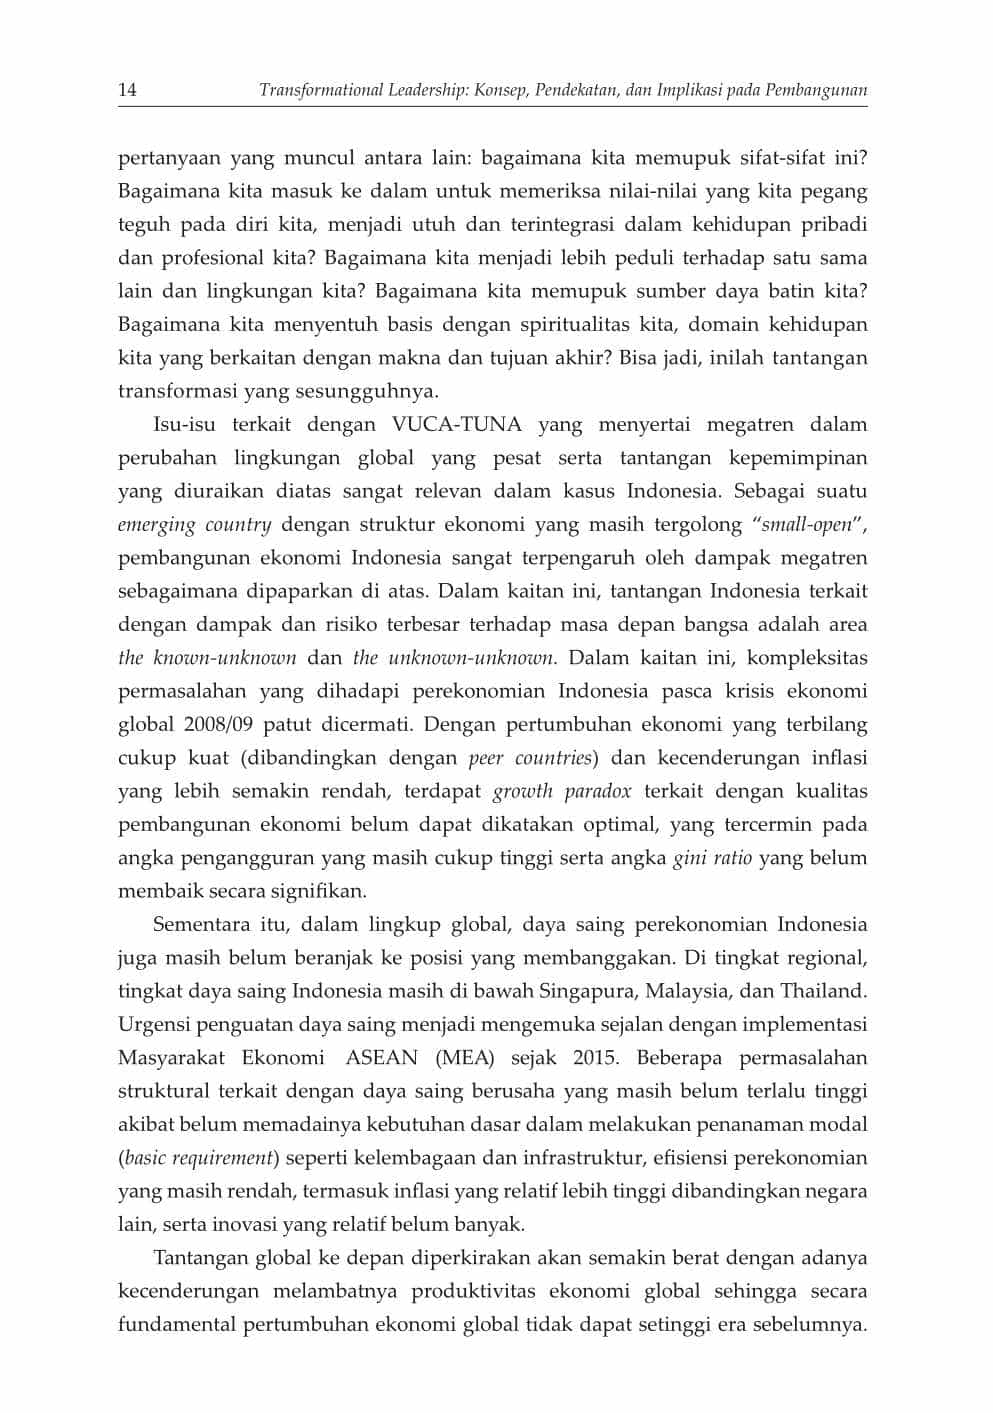 14 Transformational Leadership: Konsep, Pendekatan, dan Implikasi pada Pembangunan
pertanyaan yang muncul antara lain: bagaimana kita memupuk sifat-sifat ini?
Bagaimana kita masuk ke dalam untuk memeriksa nilai-nilai yang kita pegang
teguh pada diri kita, menjadi utuh dan terintegrasi dalam kehidupan pribadi
dan profesional kita? Bagaimana kita menjadi lebih peduli terhadap satu sama
lain dan lingkungan kita? Bagaimana kita memupuk sumber daya batin kita?
Bagaimana kita menyentuh basis dengan spiritualitas kita, domain kehidupan
kita yang berkaitan dengan makna dan tujuan akhir? Bisa jadi, inilah tantangan
transformasi yang sesungguhnya.
Isu-isu terkait dengan VUCA-TUNA yang menyertai megatren dalam
perubahan lingkungan global yang pesat serta tantangan kepemimpinan
yang diuraikan diatas sangat relevan dalam kasus Indonesia. Sebagai suatu
emerging country dengan struktur ekonomi yang masih tergolong “small-open”,
pembangunan ekonomi Indonesia sangat terpengaruh oleh dampak megatren
sebagaimana dipaparkan di atas. Dalam kaitan ini, tantangan Indonesia terkait
dengan dampak dan risiko terbesar terhadap masa depan bangsa adalah area
the known-unknown dan the unknown-unknown. Dalam kaitan ini, kompleksitas
permasalahan yang dihadapi perekonomian Indonesia pasca krisis ekonomi
global 2008/09 patut dicermati. Dengan pertumbuhan ekonomi yang terbilang
cukup kuat (dibandingkan dengan peer countries) dan kecenderungan inflasi
yang lebih semakin rendah, terdapat growth paradox terkait dengan kualitas
pembangunan ekonomi belum dapat dikatakan optimal, yang tercermin pada
angka pengangguran yang masih cukup tinggi serta angka gini ratio yang belum
membaik secara signifikan.
Sementara itu, dalam lingkup global, daya saing perekonomian Indonesia
juga masih belum beranjak ke posisi yang membanggakan. Di tingkat regional,
tingkat daya saing Indonesia masih di bawah Singapura, Malaysia, dan Thailand.
Urgensi penguatan daya saing menjadi mengemuka sejalan dengan implementasi
Masyarakat Ekonomi ASEAN (MEA) sejak 2015. Beberapa permasalahan
struktural terkait dengan daya saing berusaha yang masih belum terlalu tinggi
akibat belum memadainya kebutuhan dasar dalam melakukan penanaman modal
(basic requirement) seperti kelembagaan dan infrastruktur, efisiensi perekonomian
yang masih rendah, termasuk inflasi yang relatif lebih tinggi dibandingkan negara
lain, serta inovasi yang relatif belum banyak.
Tantangan global ke depan diperkirakan akan semakin berat dengan adanya
kecenderungan melambatnya produktivitas ekonomi global sehingga secara
fundamental pertumbuhan ekonomi global tidak dapat setinggi era sebelumnya.